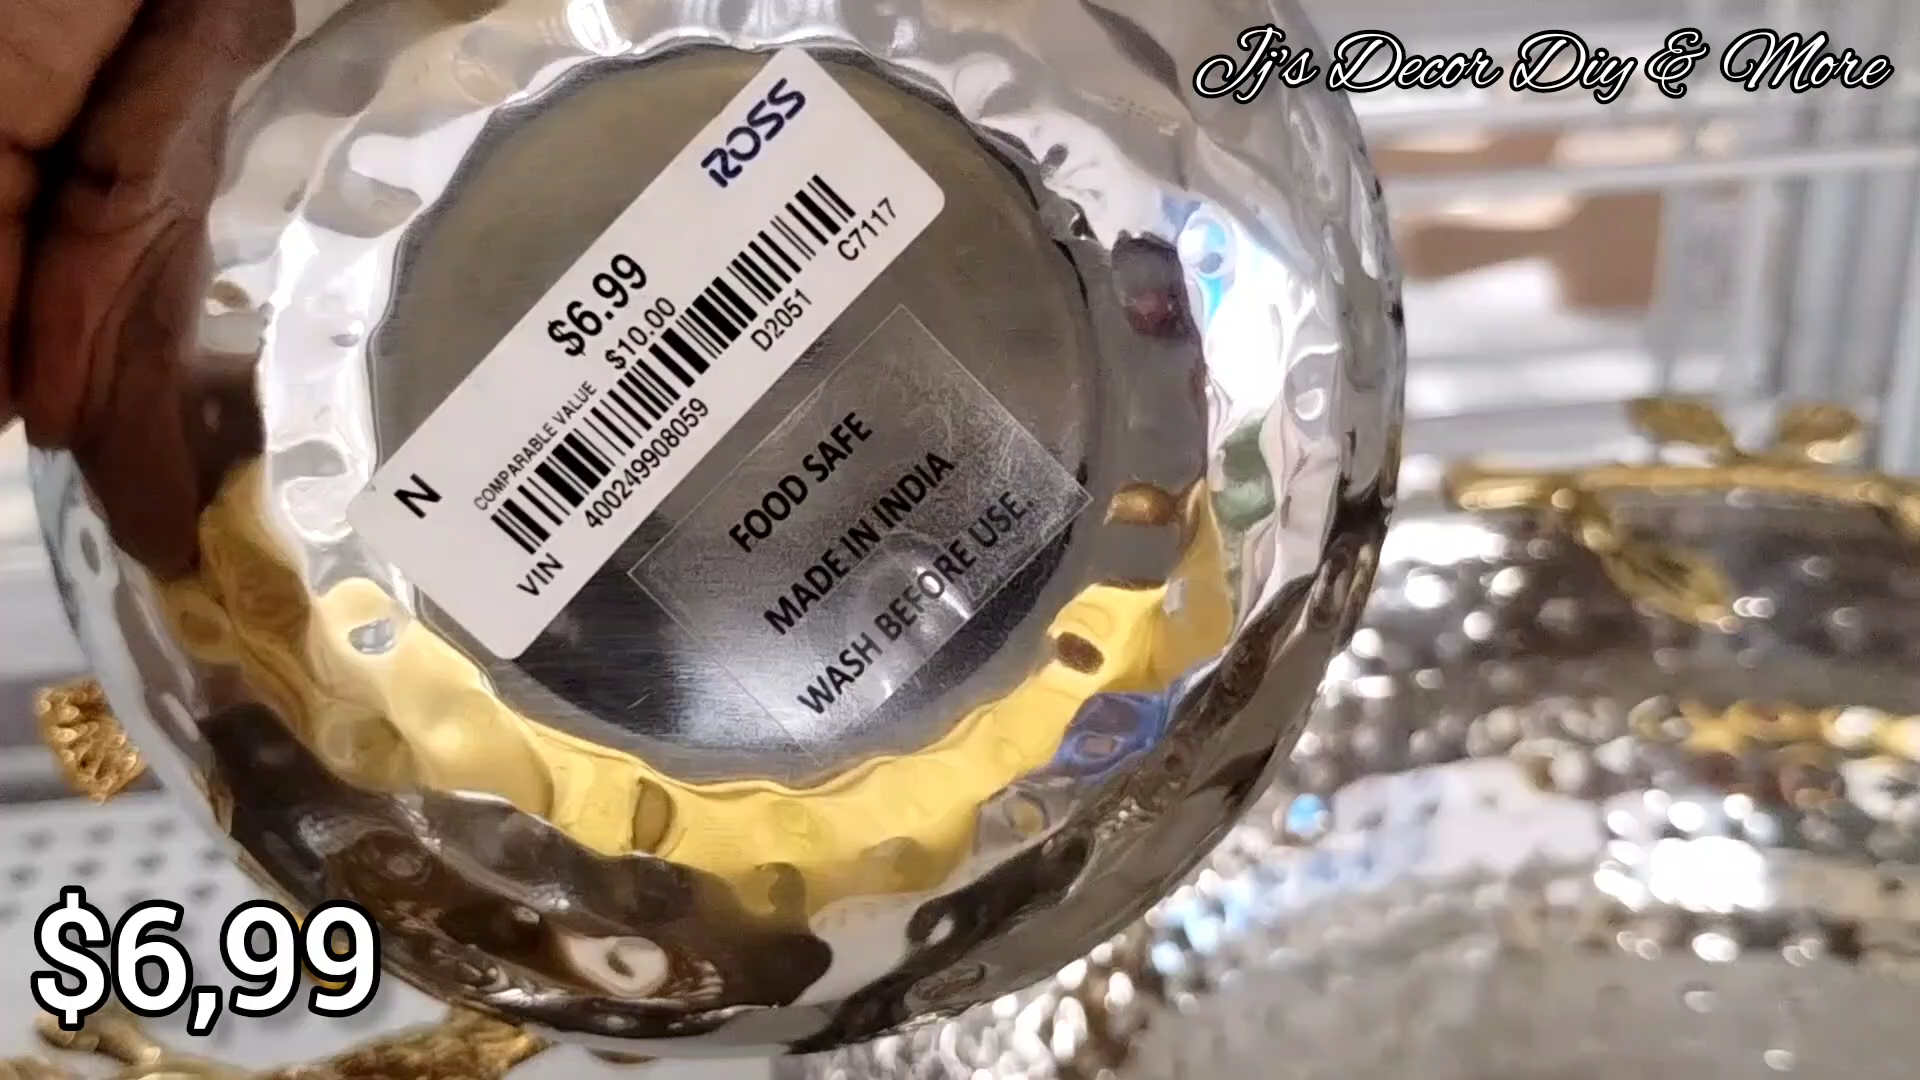 Jj's Decor Diy & More
ROSS
$6.99
$10.00
COMPARABLE VALUE
N
C7117
D2051
400249908059
VIN
FOOD SAFE
MADE IN INDIA
WASH BEFORE USE.
$6,99